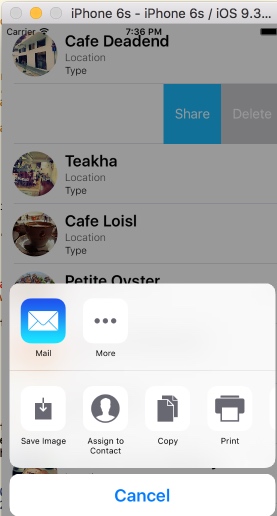 iPhone 6s - iPhone 6s / iOS 9.3...
Carrier 7:36 PM
Cafe Deadend
Location
Type
Share Delete
Teakha
Location
Type
Cafe Loisl
Location
Type
Petite Oyster
Mail More
Save Image Assign to Contact Copy Print
Cancel